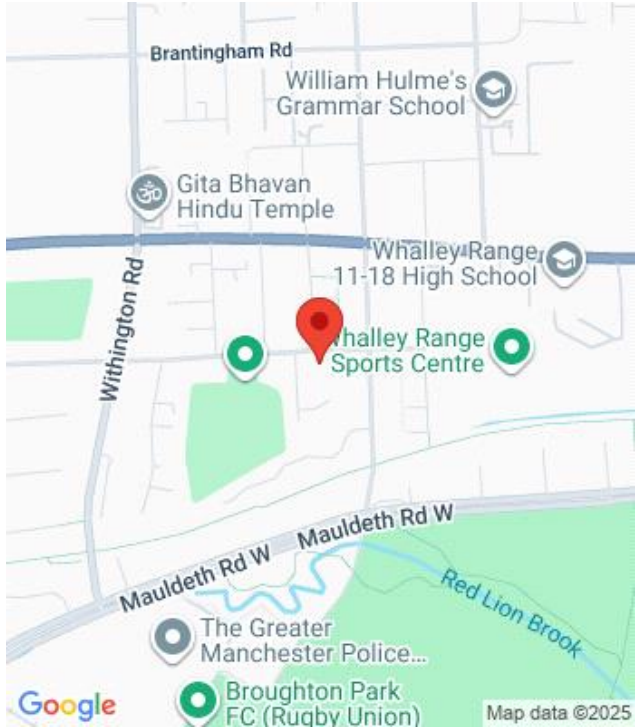 Brantingham Rd
William Hulme's
Grammar School
Gita Bhavan
Hindu Temple
Whalley Range
11-18 High School
Withington Rd
Whalley Range
Sports Centre
Mauldeth Rd W
Mauldeth Rd W
Red Lion Brook
The Greater
Manchester Police...
Broughton Park
FC (Rugby Union)
Google
Map data ©2025